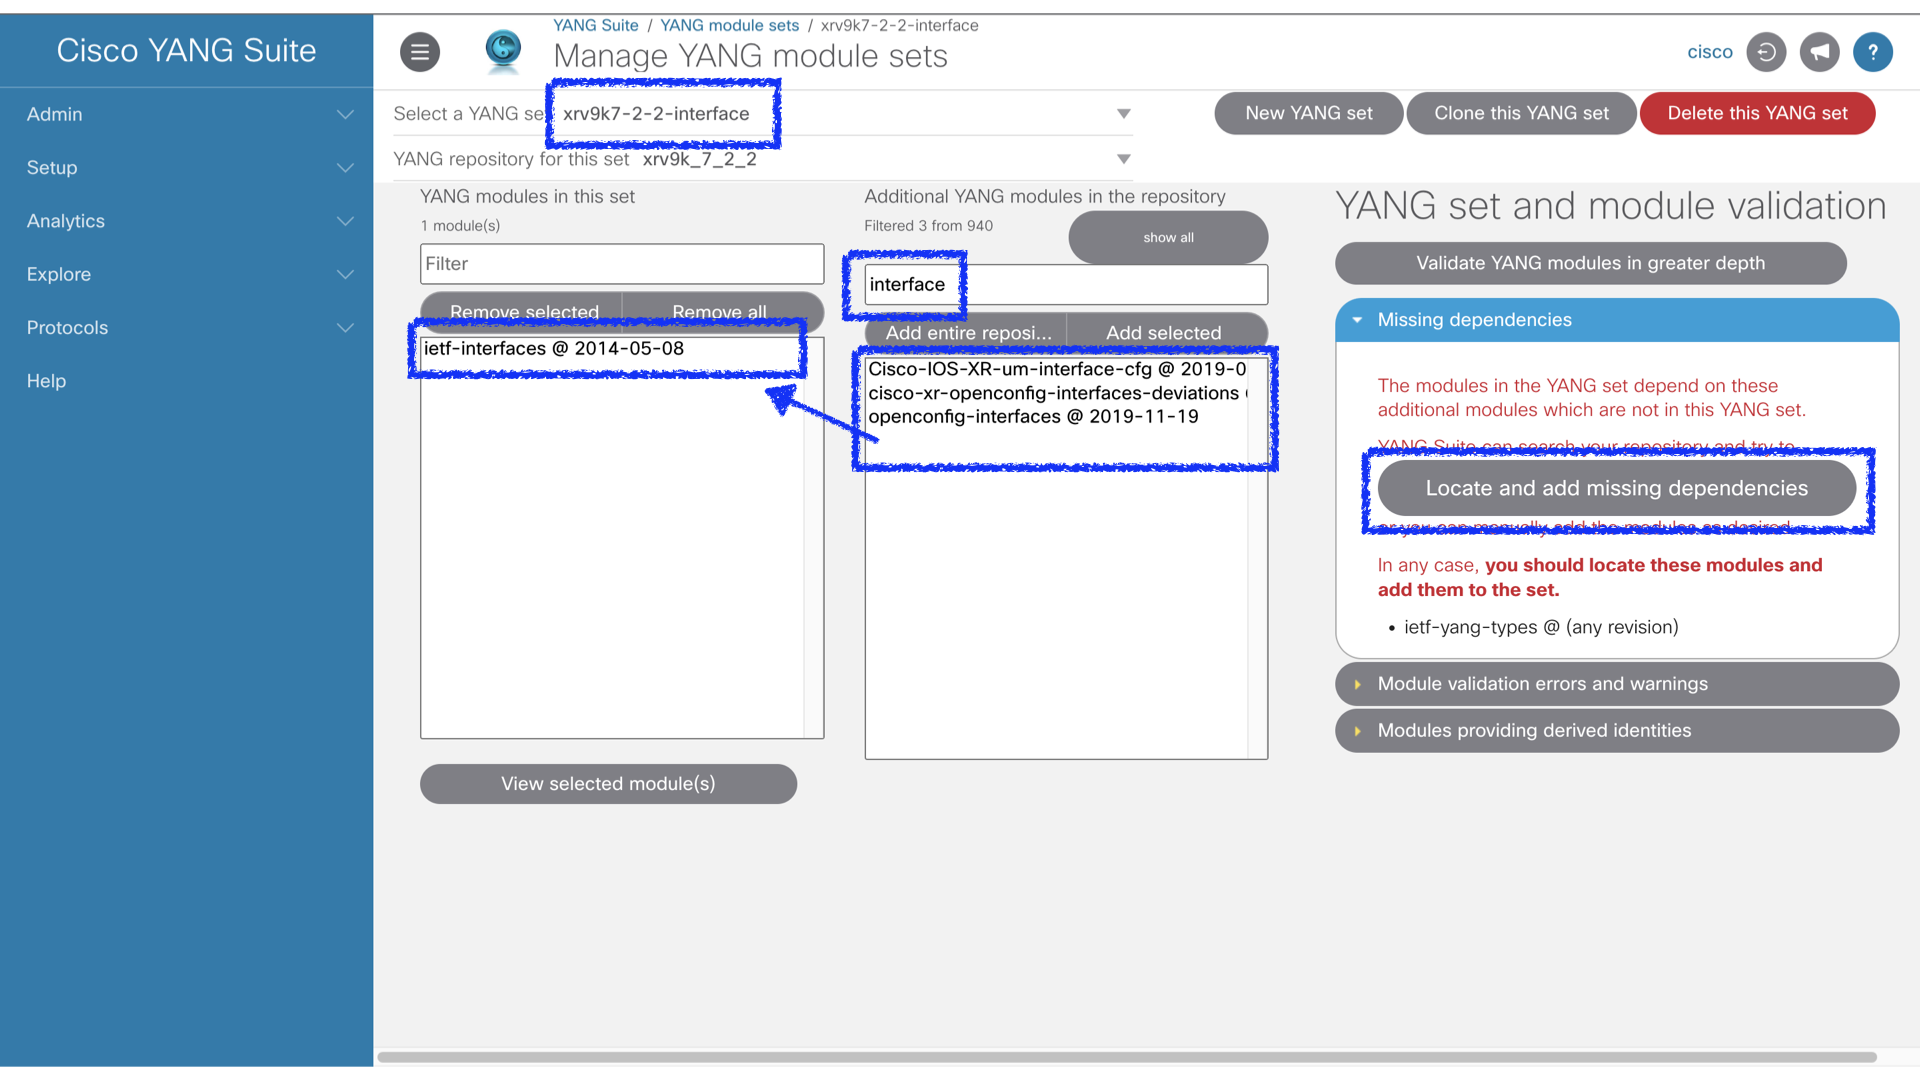 Cisco YANG Suite
Admin
Setup
Analytics
Explore
Protocols
Help
YANG Suite / YANG module sets / xrv9k7-2-2-interface
Manage YANG module sets
cisco
?
Select a YANG se xrv9k7-2-2-interface
New YANG set
Clone this YANG set
Delete this YANG set
YANG repository for this set xrv9k_7_2_2
YANG modules in this set
1 module(s)
Filter
Remove selected
Remove all
ietf-interfaces @ 2014-05-08
View selected module(s)
Additional YANG modules in the repository
Filtered 3 from 940
show all
interface
Add entire reposi...
Add selected
Cisco-IOS-XR-um-interface-cfg @ 2019-0
cisco-xr-openconfig-interfaces-deviations
openconfig-interfaces @ 2019-11-19
YANG set and module validation
Validate YANG modules in greater depth
Missing dependencies
The modules in the YANG set depend on these
additional modules which are not in this YANG set.
YANG Suite can search your repository and try to
Locate and add missing dependencies
or you can manually add the modules as desired.
In any case, you should locate these modules and
add them to the set.
• ietf-yang-types @ (any revision)
Module validation errors and warnings
Modules providing derived identities